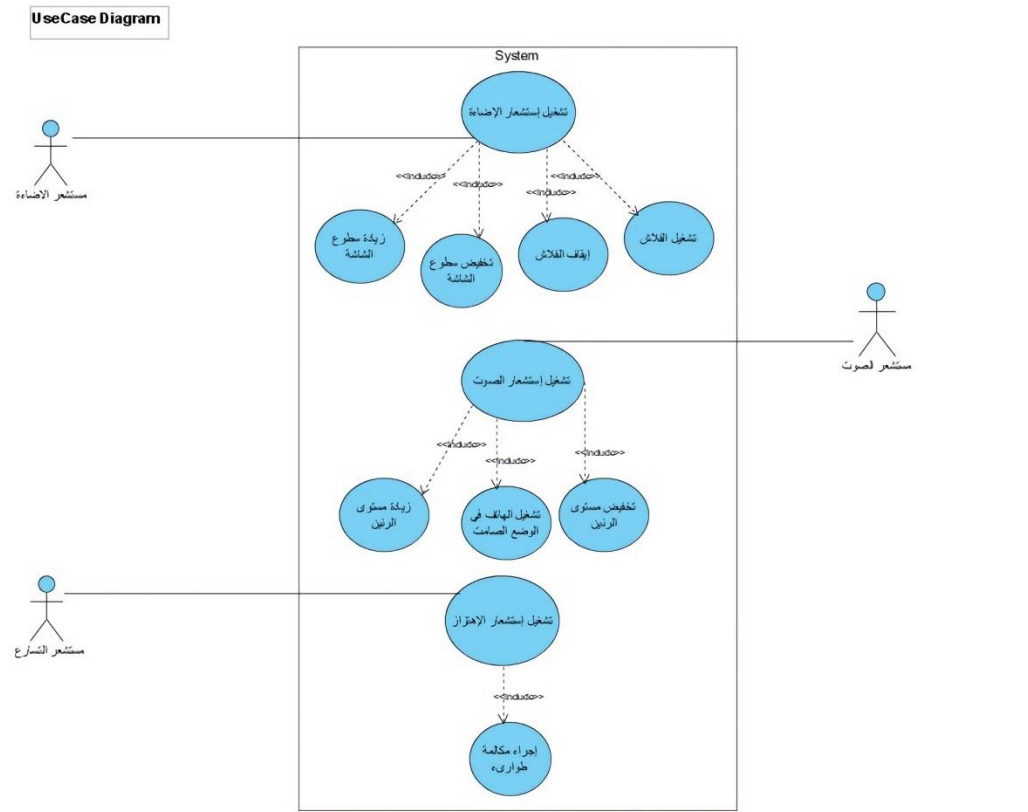 UseCase Diagram
System
تشغيل إستشعار الإضاءة
مستشعر الاضاءة
<<Include>>
<<Include>>
<<Include>>
<<Include>>
زيادة سطوع
الشاشة
تخفيض سطوع
الشاشة
إيقاف الفلاش
تشغيل الفلاش
مستشعر الصوت
تشغيل إستشعار الصوت
<<Include>>
<<Include>>
<<Include>>
زيادة مستوى
الرنين
تشغيل الهاتف في
الوضع الصامت
تخفيض مستوى
الرنين
مستشعر التسارع
تشغيل إستشعار الإهتزاز
<<Include>>
إجراء مكالمة
طوارىء